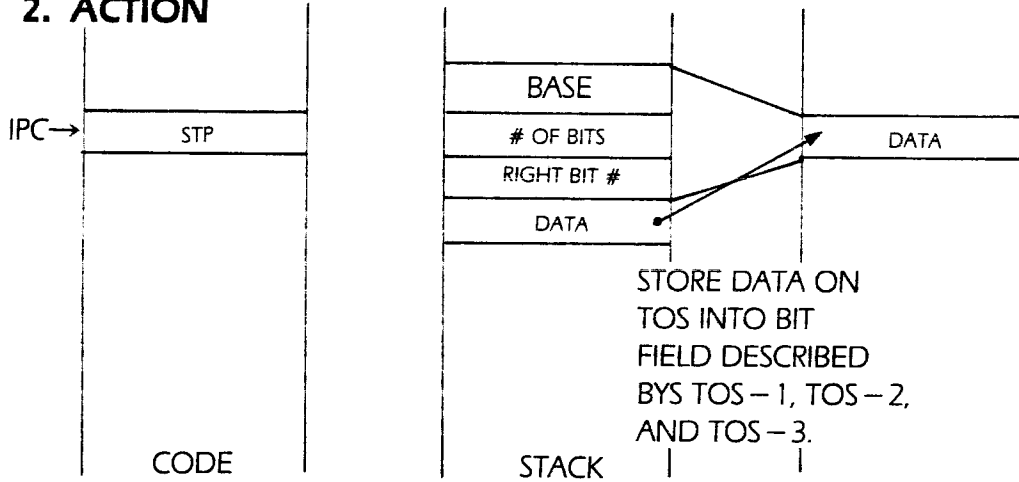 2. ACTION
BASE
IPC→
STP
# OF BITS
DATA
RIGHT BIT #
DATA
STORE DATA ON
TOS INTO BIT
FIELD DESCRIBED
BYS TOS – 1, TOS – 2,
AND TOS – 3.
CODE
STACK